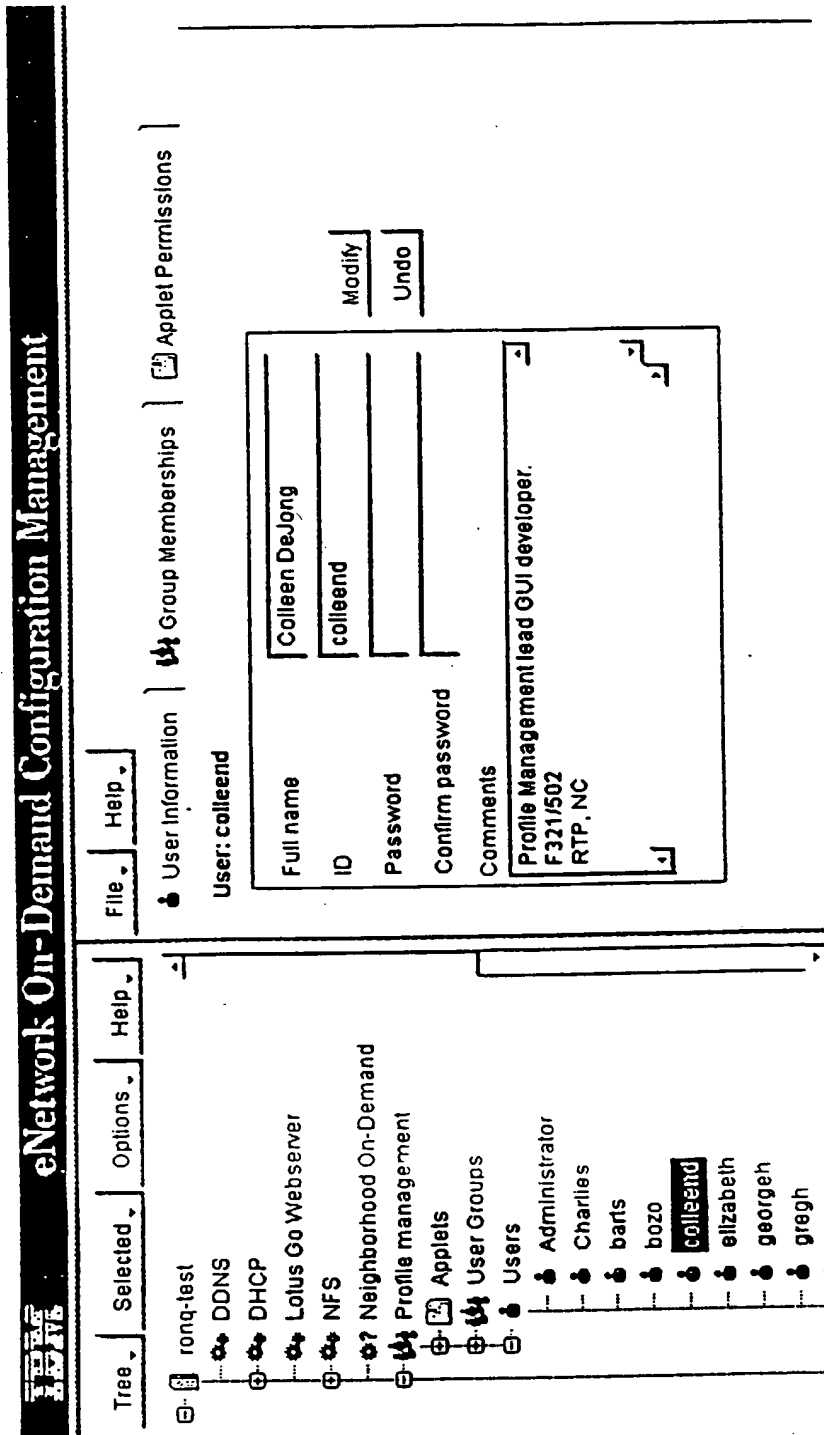 IBM
eNetwork On-Demand Configuration Management
Tree Selected Options Help
ronq-test
DDNS
DHCP
Lotus Go Webserver
NFS
? Neighborhood On-Demand
Profile management
Applets
User Groups
Users
Administrator
Charlies
barts
bozo
colleend
elizabeth
georgeh
gregh
File Help
User Information Group Memberships Applet Permissions
User: colleend
Full name Colleen DeJong
ID colleend Modify
Password Undo
Confirm password
Comments
Profile Management lead GUI developer.
F321/502
RTP, NC